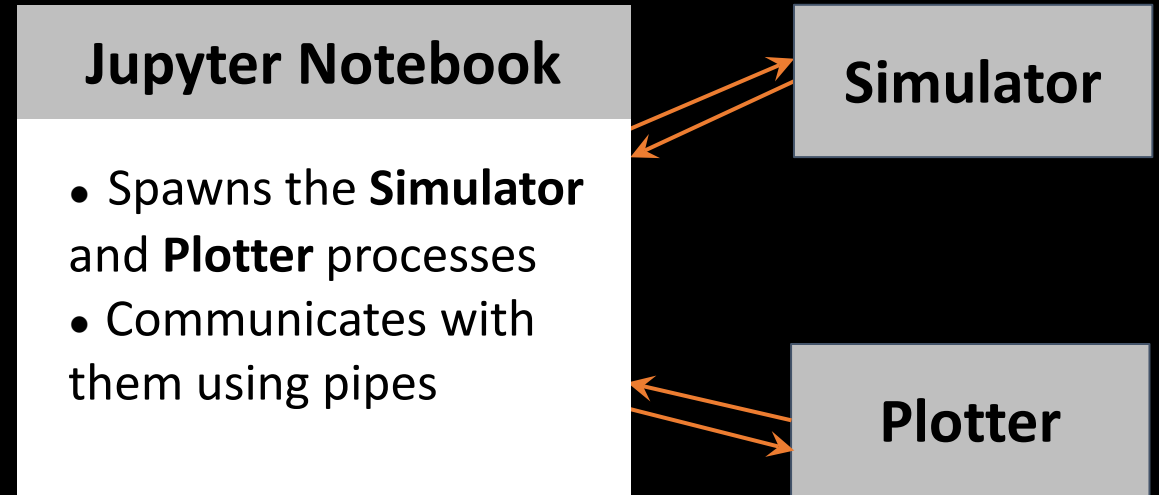 Jupyter Notebook
Simulator
• Spawns the Simulator
and Plotter processes
• Communicates with
them using pipes
Plotter